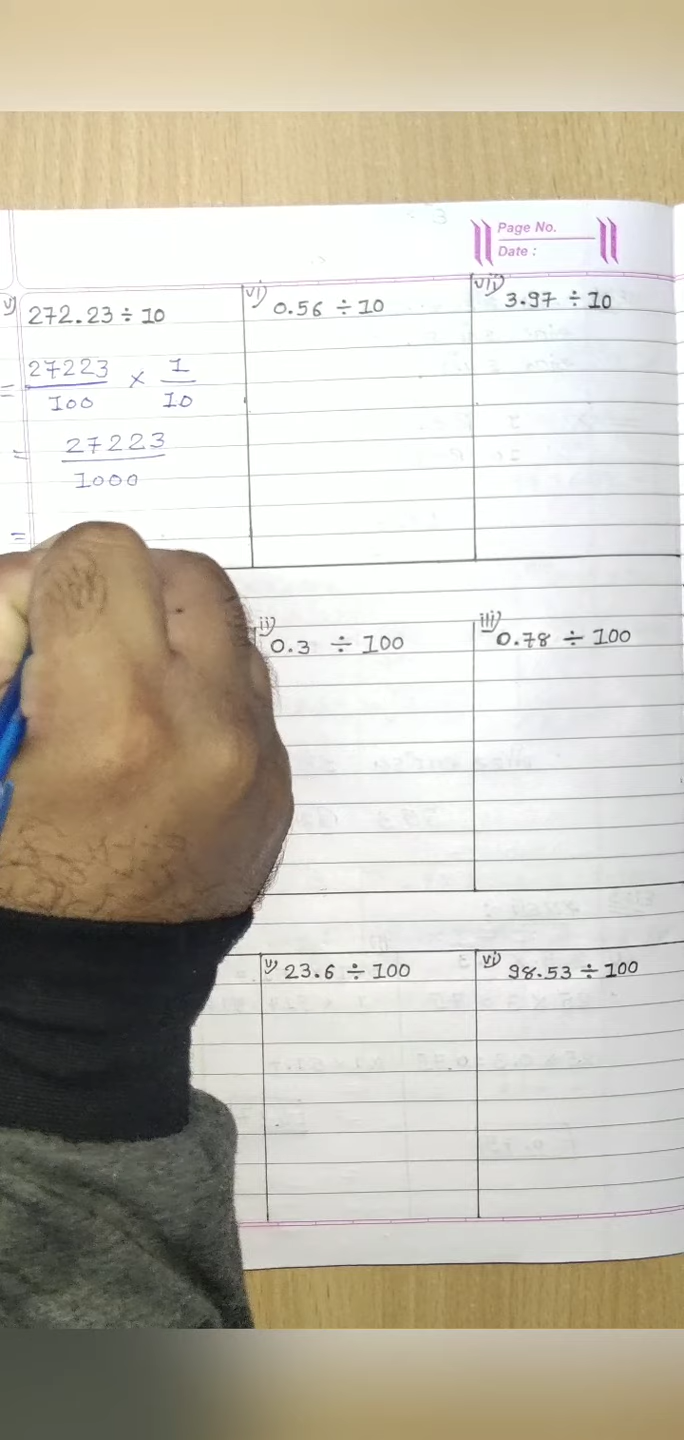 Page No.
Date :
v) 272.23 ÷ 10
= 27223/100 × 1/10
= 27223/1000
=
vi) 0.56 ÷ 10
vii) 3.97 ÷ 10
ii) 0.3 ÷ 100
iii) 0.78 ÷ 100
v) 23.6 ÷ 100
vi) 98.53 ÷ 100